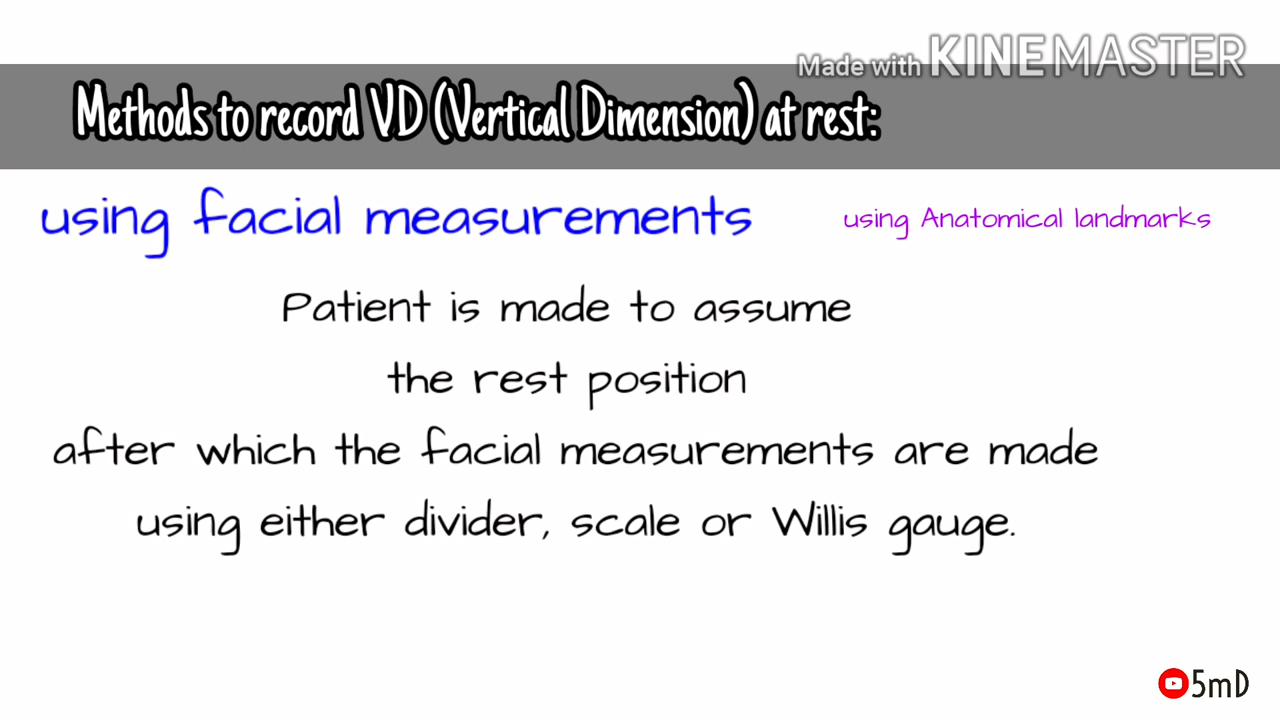 Made with KINEMASTER
Methods to record VD (Vertical Dimension) at rest:
using facial measurements
using Anatomical landmarks
Patient is made to assume
the rest position
after which the facial measurements are made
using either divider, scale or Willis gauge.
5mD